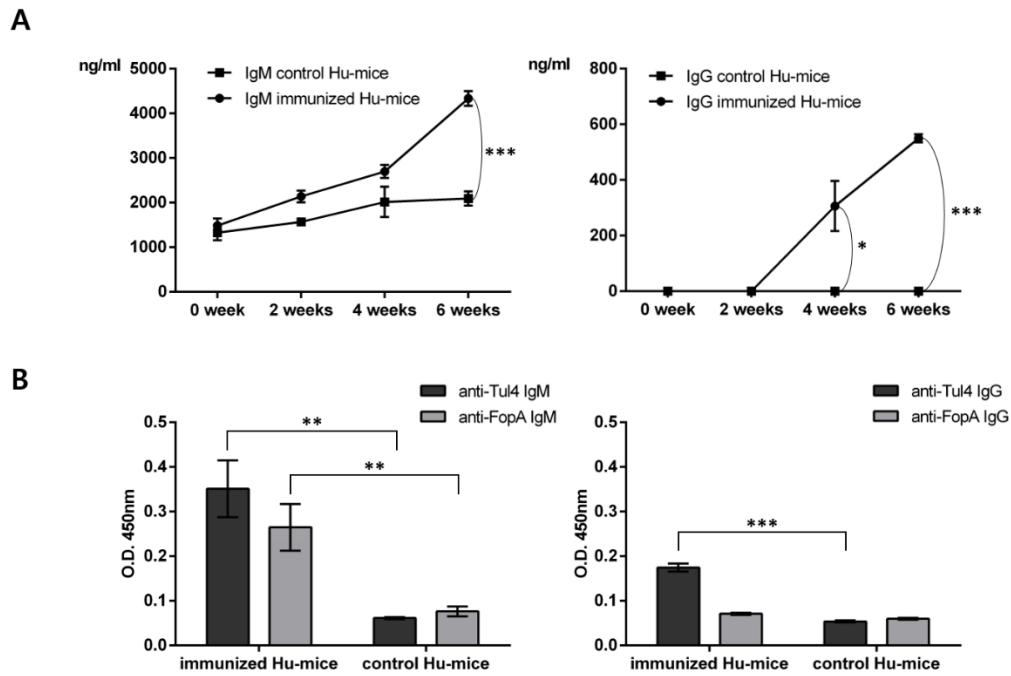 A
ng/ml
IgM control Hu-mice
IgM immunized Hu-mice
5000
4000
3000
2000
1000
0
***
0 week 2 weeks 4 weeks 6 weeks
ng/ml
IgG control Hu-mice
IgG immunized Hu-mice
800
600
400
200
0
*
***
0 week 2 weeks 4 weeks 6 weeks
B
anti-Tul4 IgM
anti-FopA IgM
O.D. 450nm
0.5
0.4
0.3
0.2
0.1
0.0
**
**
immunized Hu-mice control Hu-mice
anti-Tul4 IgG
anti-FopA IgG
O.D. 450nm
0.5
0.4
0.3
0.2
0.1
0.0
***
immunized Hu-mice control Hu-mice